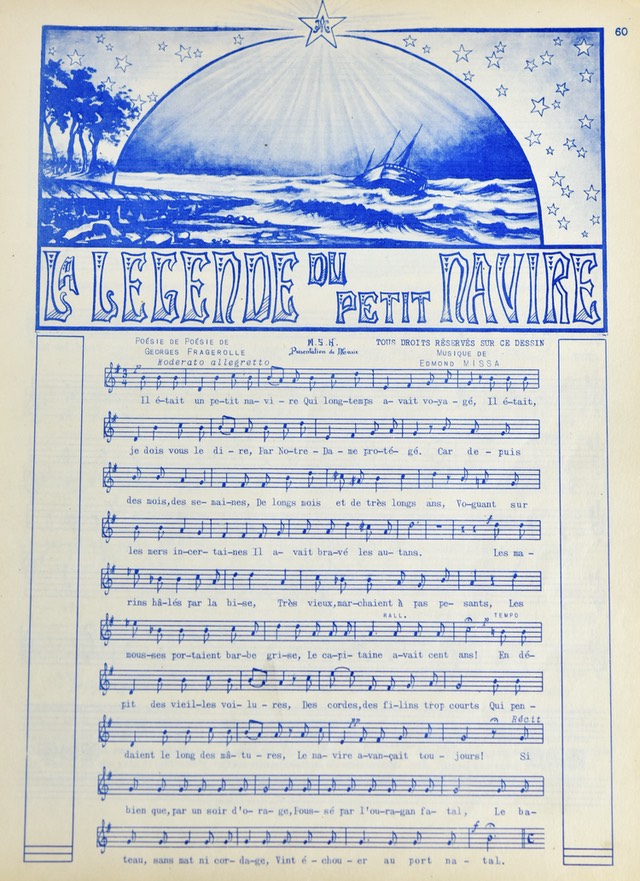 60
LA LEGENDE DU PETIT NAVIRE
POÉSIE DE POÉSIE DE
GEORGES FRAGEROLLE
M.S.K.
Présentation de
TOUS DROITS RÉSERVÉS SUR CE DESSIN
MUSIQUE DE
EDMOND MISSA
Moderato allegretto
p
Il é-tait un pe-tit na-vi-re Qui long-temps a-vait vo-ya-gé, Il é-tait,
je dois vous le di-re, Par No-tre-Da-me pro-té-gé. Car de-puis
des mois,des se-mai-nes, De longs mois et de très longs ans, Vo-guant sur
f
les mers in-cer-tai-nes Il a-vait bra-vé les au-tans. Les ma-
rins hâ-lés par la bi-se, Très vieux,mar-chaient à pas pe-sants, Les
RALL. p TEMPO
mous-ses por-taient bar-be gri-se, Le ca-pi-taine a-vait cent ans! En dé-
pit des vieil-les voi-lu-res, Des cordes,des fi-lins trop courts Qui pen-
pp Récit
daient le long des mâ-tu-res, Le na-vire a-van-çait tou-jours! Si
bien que,par un soir d'o-ra-ge,Pous-sé par l'ou-ra-gan fa-tal, Le ba-
f p
teau, sans mat ni cor-da-ge, Vint é-chou-er au port na-tal.